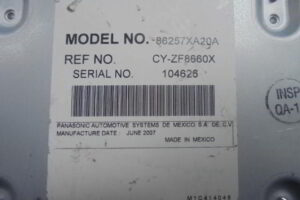 MODEL NO. 86257XA20A
REF NO. CY-ZF8660X
SERIAL NO. 104626
INSP
QA-1
PANASONIC AUTOMOTIVE SYSTEMS DE MEXICO, S.A. DE C.V.
MANUFACTURE DATE : JUNE 2007
MADE IN MEXICO